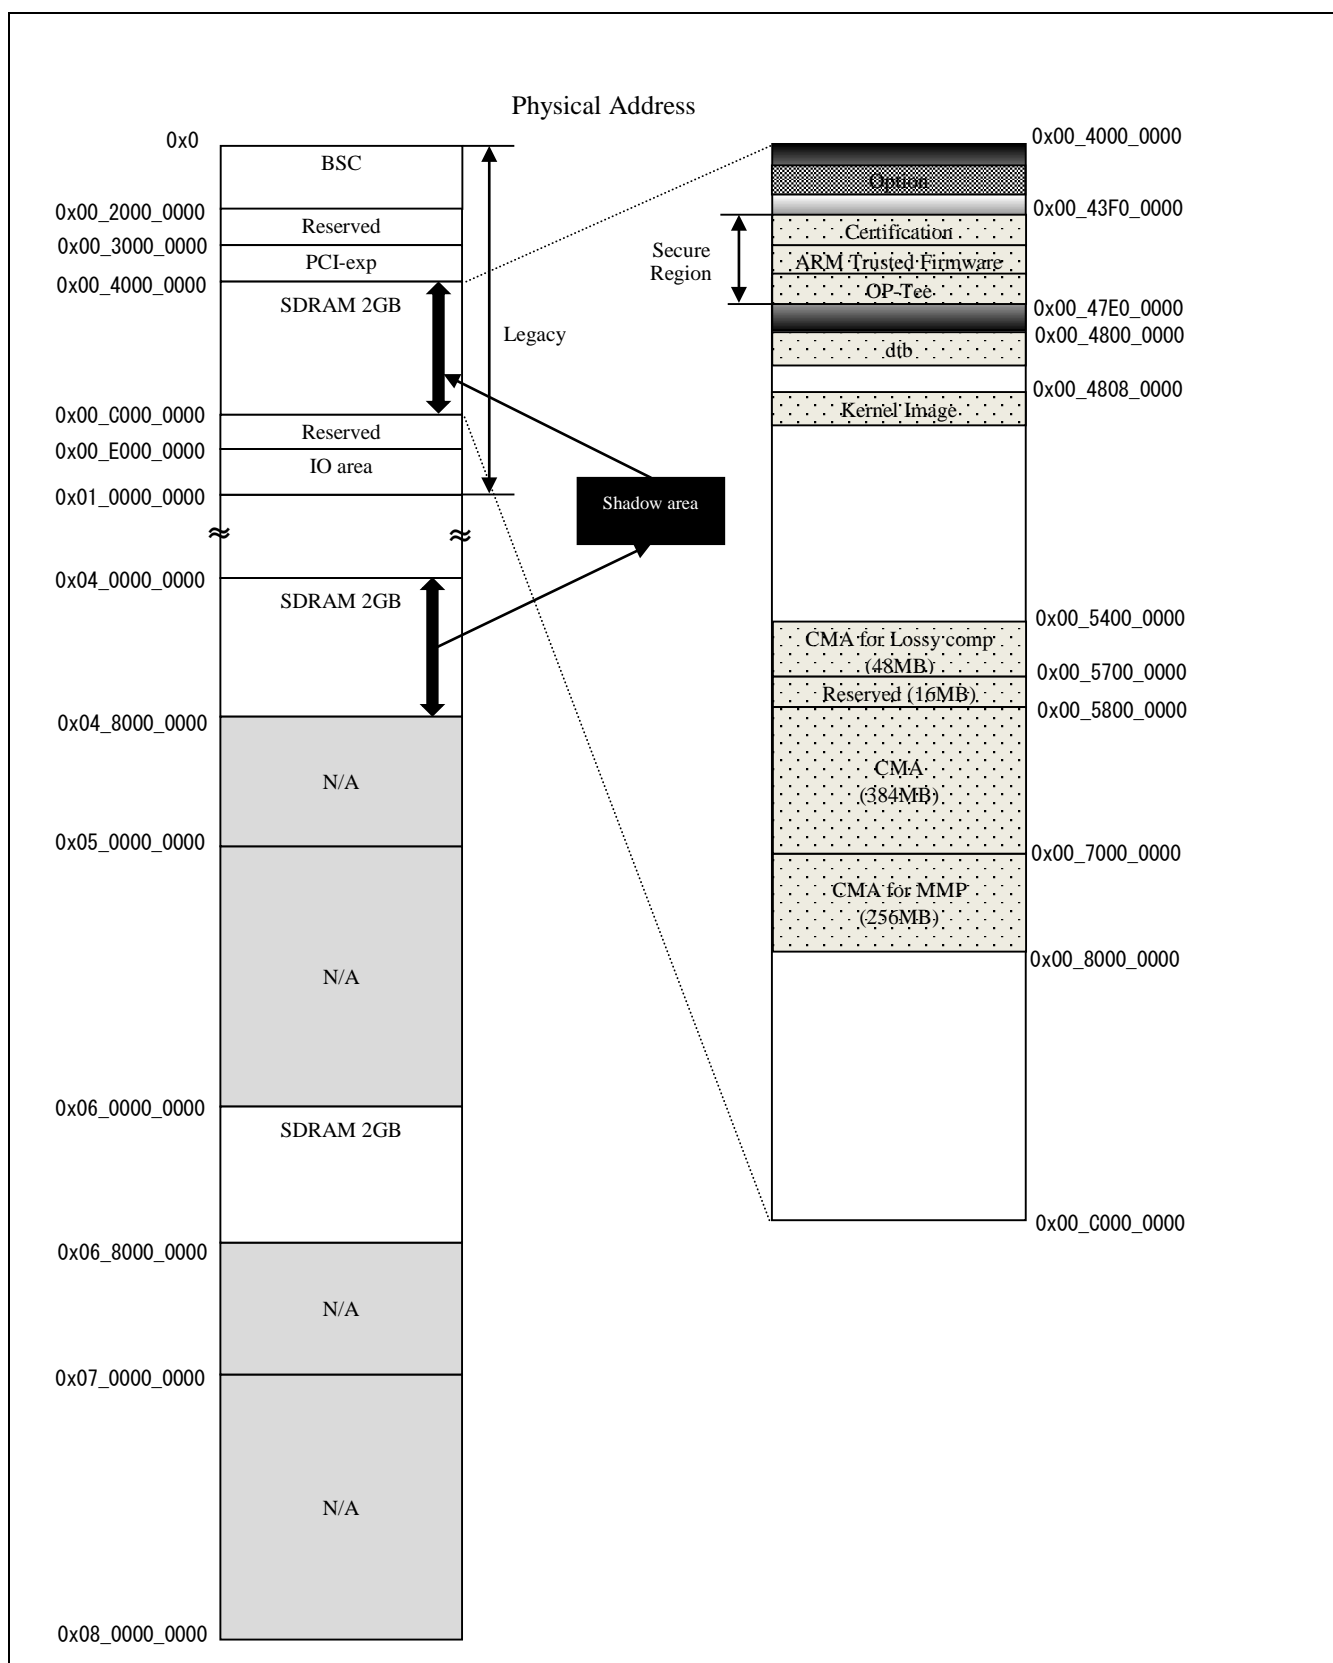 Physical Address
0x0
BSC
0x00_2000_0000
Reserved
0x00_3000_0000
PCI-exp
0x00_4000_0000
SDRAM 2GB
Legacy
0x00_C000_0000
Reserved
0x00_E000_0000
IO area
0x01_0000_0000
Shadow area
0x04_0000_0000
SDRAM 2GB
0x04_8000_0000
N/A
0x05_0000_0000
N/A
0x06_0000_0000
SDRAM 2GB
0x06_8000_0000
N/A
0x07_0000_0000
N/A
0x08_0000_0000
0x00_4000_0000
Option
0x00_43F0_0000
Secure
Region
Certification
ARM Trusted Firmware
OP-Tee
0x00_47E0_0000
0x00_4800_0000
dtb
0x00_4808_0000
Kernel Image
0x00_5400_0000
CMA for Lossy comp
(48MB)
0x00_5700_0000
Reserved (16MB)
0x00_5800_0000
CMA
(384MB)
0x00_7000_0000
CMA for MMP
(256MB)
0x00_8000_0000
0x00_C000_0000